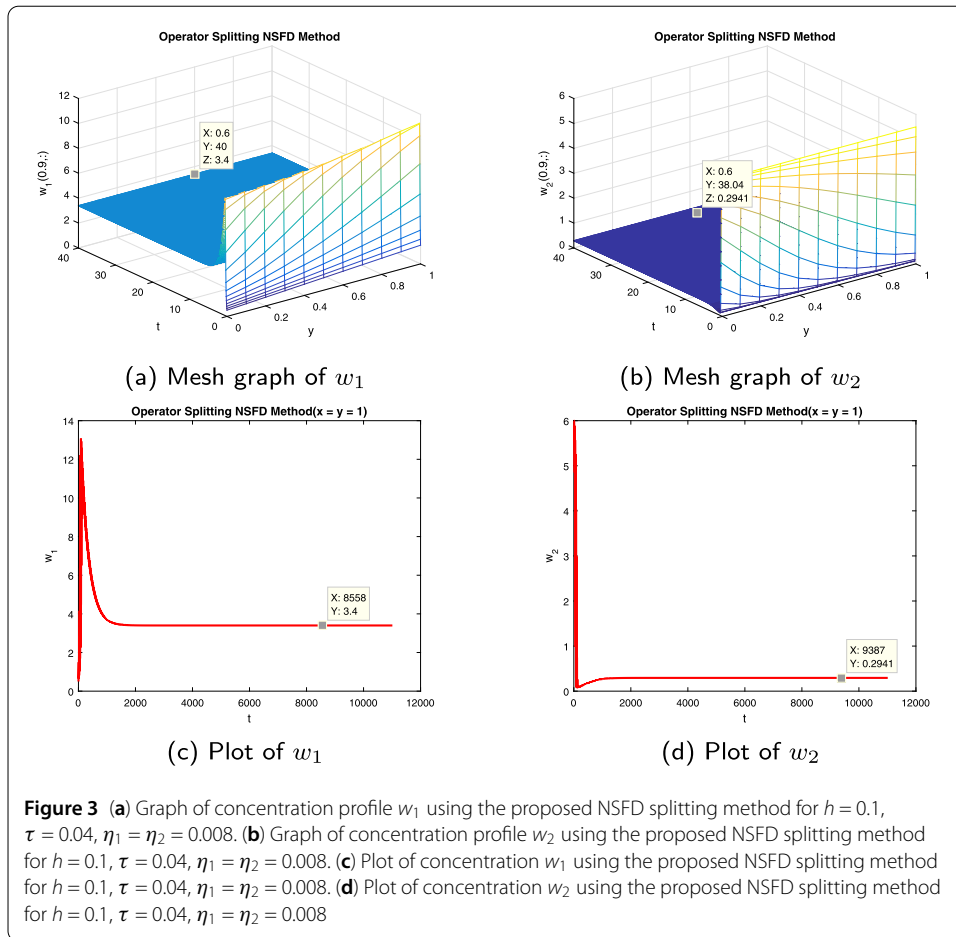 Operator Splitting NSFD Method
12
10
8
6
4
2
0
w₁(0.9,:)
X: 0.6
Y: 40
Z: 3.4
40
30
20
10
0
t
0
0.2
0.4
0.6
0.8
1
y
(a) Mesh graph of w₁
Operator Splitting NSFD Method
6
5
4
3
2
1
0
w₂(0.9,:)
X: 0.6
Y: 38.04
Z: 0.2941
40
30
20
10
0
t
0
0.2
0.4
0.6
0.8
1
y
(b) Mesh graph of w₂
Operator Splitting NSFD Method(x = y = 1)
14
12
10
8
6
4
2
0
w₁
X: 8558
Y: 3.4
0 2000 4000 6000 8000 10000 12000
t
(c) Plot of w₁
Operator Splitting NSFD Method(x = y = 1)
6
5
4
3
2
1
0
w₂
X: 9387
Y: 0.2941
0 2000 4000 6000 8000 10000 12000
t
(d) Plot of w₂
Figure 3 (a) Graph of concentration profile w₁ using the proposed NSFD splitting method for h = 0.1,
τ = 0.04, η₁ = η₂ = 0.008. (b) Graph of concentration profile w₂ using the proposed NSFD splitting method
for h = 0.1, τ = 0.04, η₁ = η₂ = 0.008. (c) Plot of concentration w₁ using the proposed NSFD splitting method
for h = 0.1, τ = 0.04, η₁ = η₂ = 0.008. (d) Plot of concentration w₂ using the proposed NSFD splitting method
for h = 0.1, τ = 0.04, η₁ = η₂ = 0.008